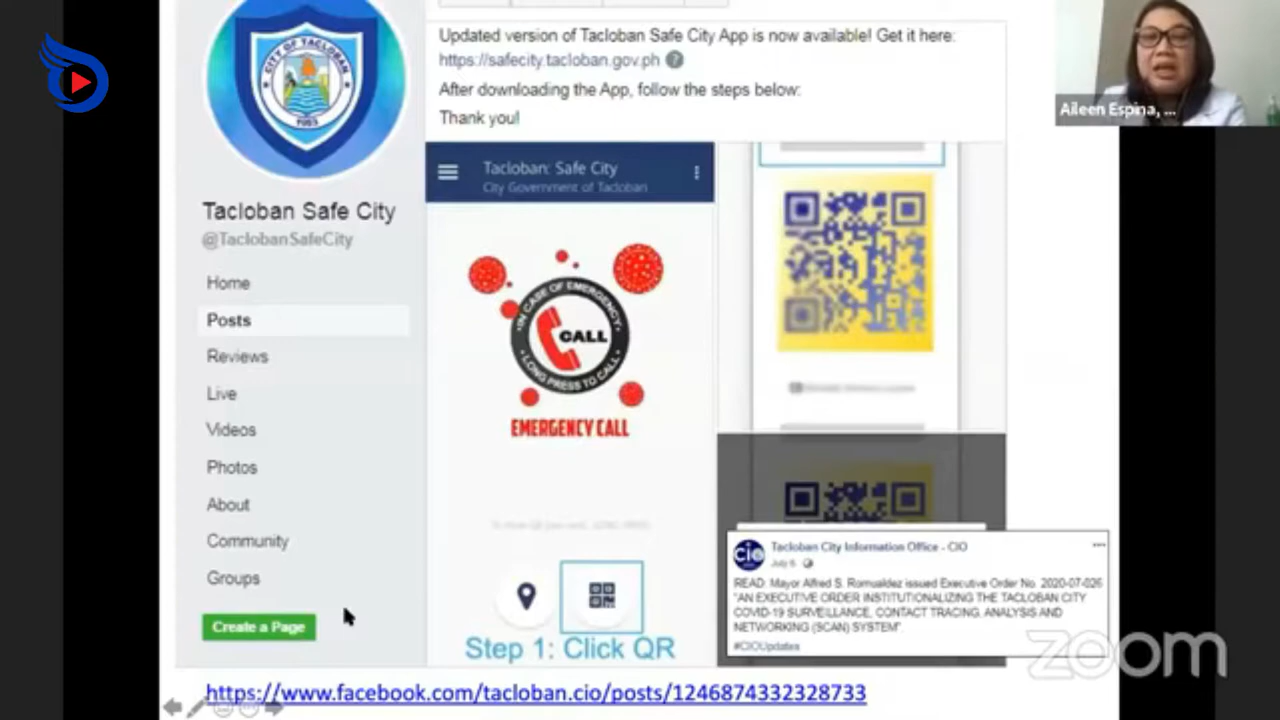 Updated version of Tacloban Safe City App is now available! Get it here:
https://safecity.tacloban.gov.ph ?
After downloading the App, follow the steps below:
Thank you!
Aileen Espina, ...
CITY OF TACLOBAN
Tacloban Safe City
@TaclobanSafeCity
Home
Posts
Reviews
Live
Videos
Photos
About
Community
Groups
Create a Page
Tacloban: Safe City
City Government of Tacloban
IN CASE OF EMERGENCY
CALL
LONG PRESS TO CALL
EMERGENCY CALL
Step 1: Click QR
cio
Tacloban City Information Office - CIO
July 6
READ: Mayor Alfred S. Romualdez issued Executive Order No. 2020-07-026
"AN EXECUTIVE ORDER INSTITUTIONALIZING THE TACLOBAN CITY
COVID-19 SURVEILLANCE, CONTACT TRACING, ANALYSIS AND
NETWORKING (SCAN) SYSTEM"
#CIOUpdates
zoom
https://www.facebook.com/tacloban.cio/posts/1246874332328733